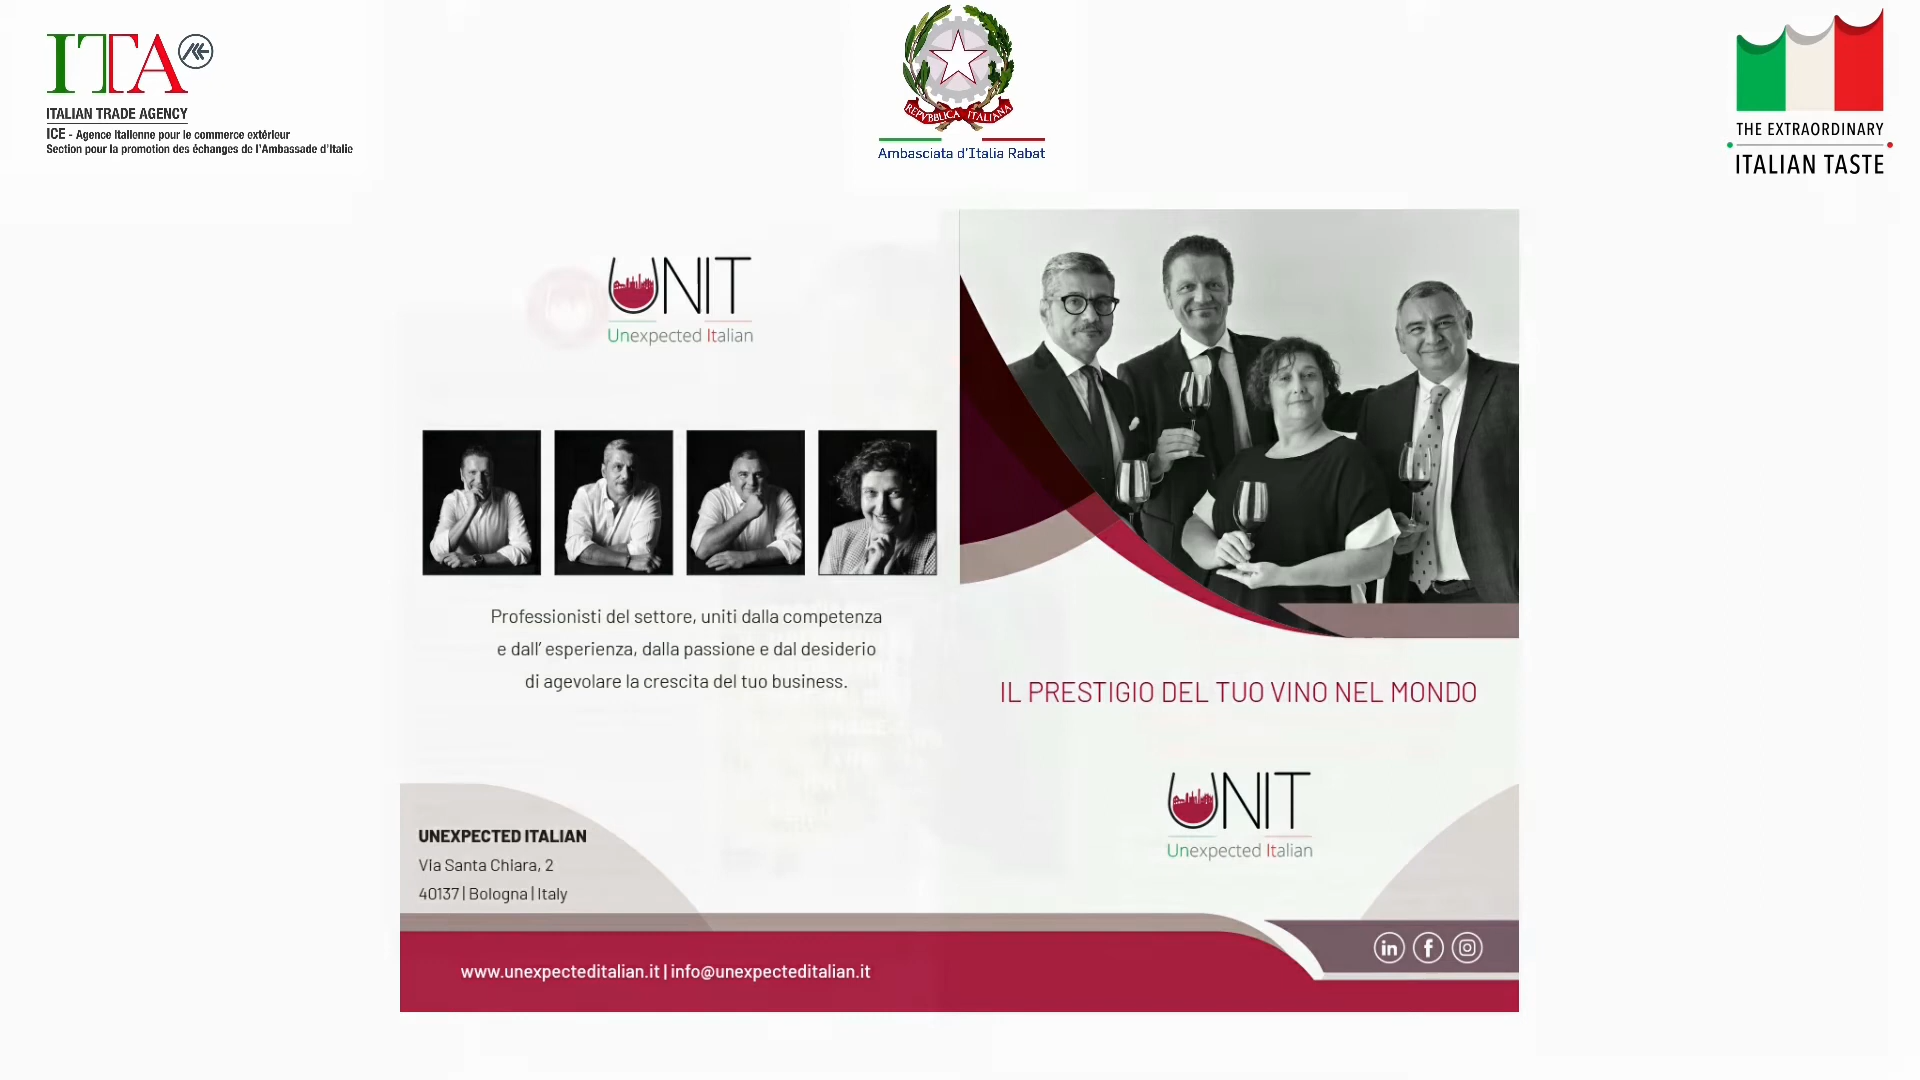 ITA
ITALIAN TRADE AGENCY
ICE - Agence Italienne pour le commerce extérieur
Section pour la promotion des échanges de l'Ambassade d'Italie
REPVBBLICA ITALIANA
Ambasciata d'Italia Rabat
THE EXTRAORDINARY
ITALIAN TASTE
UNIT
Unexpected Italian
Professionisti del settore, uniti dalla competenza
e dall' esperienza, dalla passione e dal desiderio
di agevolare la crescita del tuo business.
UNEXPECTED ITALIAN
Via Santa Chiara, 2
40137 | Bologna | Italy
www.unexpecteditalian.it | info@unexpecteditalian.it
IL PRESTIGIO DEL TUO VINO NEL MONDO
UNIT
Unexpected Italian
in f